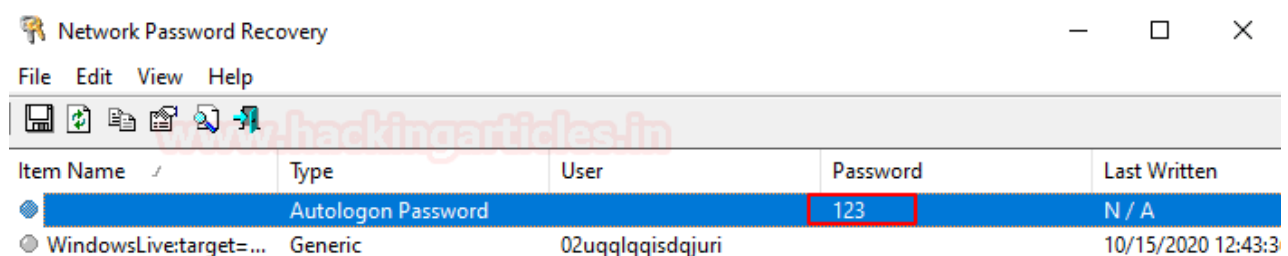 Network Password Recovery
File Edit View Help
www.hackingarticles.in
Item Name Type User Password Last Written
Autologon Password 123 N / A
WindowsLive:target=... Generic 02uqqlqqisdqjuri 10/15/2020 12:43:3